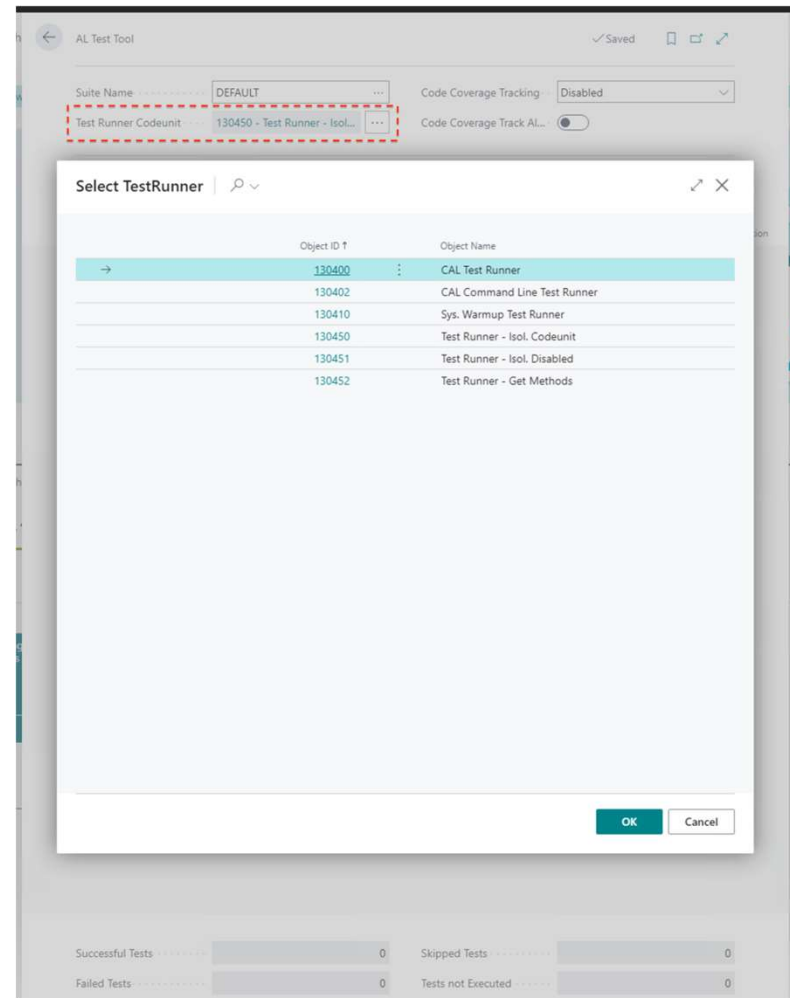 AL Test Tool Saved
Suite Name DEFAULT ... Code Coverage Tracking Disabled
Test Runner Codeunit 130450 - Test Runner - Isol... ... Code Coverage Track Al...
Select TestRunner
Object ID ↑ Object Name
→ 130400 CAL Test Runner
130402 CAL Command Line Test Runner
130410 Sys. Warmup Test Runner
130450 Test Runner - Isol. Codeunit
130451 Test Runner - Isol. Disabled
130452 Test Runner - Get Methods
OK Cancel
Successful Tests 0 Skipped Tests 0
Failed Tests 0 Tests not Executed 0